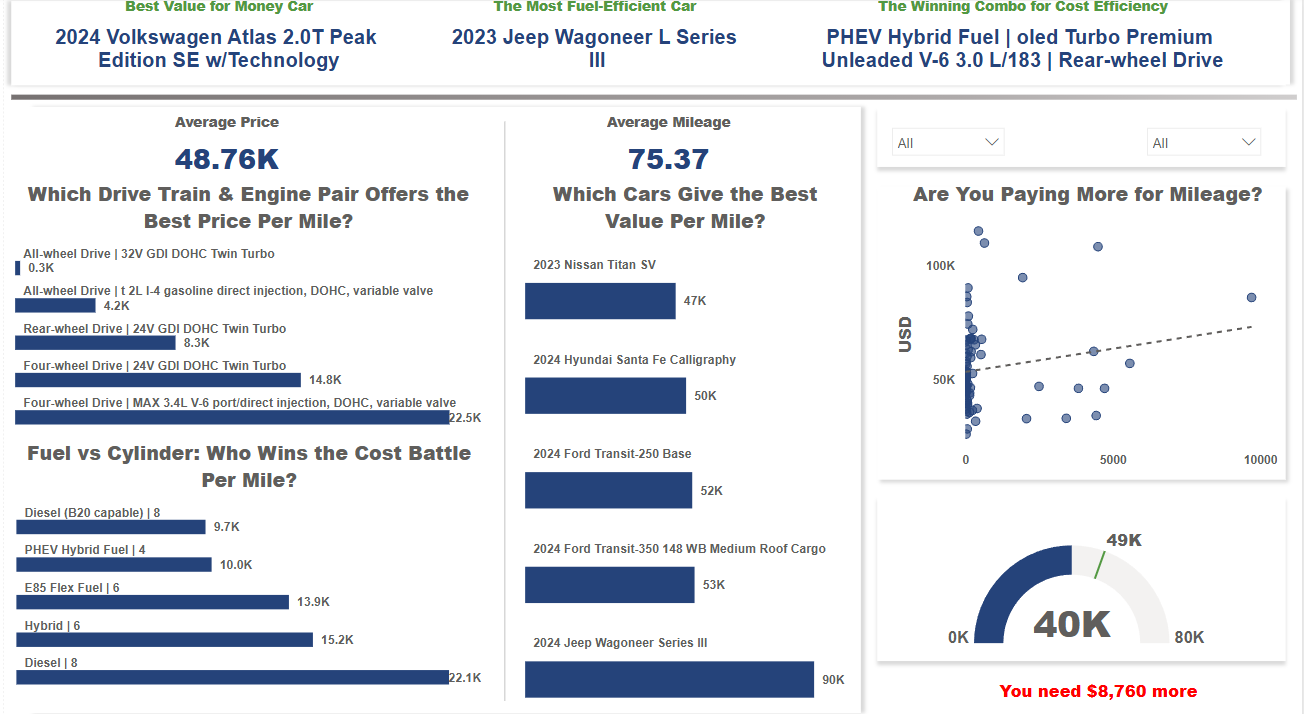 Best Value for Money Car
2024 Volkswagen Atlas 2.0T Peak
Edition SE w/Technology
The Most Fuel-Efficient Car
2023 Jeep Wagoneer L Series
III
The Winning Combo for Cost Efficiency
PHEV Hybrid Fuel | oled Turbo Premium
Unleaded V-6 3.0 L/183 | Rear-wheel Drive
Average Price
48.76K
Which Drive Train & Engine Pair Offers the
Best Price Per Mile?
All-wheel Drive | 32V GDI DOHC Twin Turbo
0.3K
All-wheel Drive | t 2L I-4 gasoline direct injection, DOHC, variable valve
4.2K
Rear-wheel Drive | 24V GDI DOHC Twin Turbo
8.3K
Four-wheel Drive | 24V GDI DOHC Twin Turbo
14.8K
Four-wheel Drive | MAX 3.4L V-6 port/direct injection, DOHC, variable valve
22.5K
Fuel vs Cylinder: Who Wins the Cost Battle
Per Mile?
Diesel (B20 capable) | 8
9.7K
PHEV Hybrid Fuel | 4
10.0K
E85 Flex Fuel | 6
13.9K
Hybrid | 6
15.2K
Diesel | 8
22.1K
Average Mileage
75.37
Which Cars Give the Best
Value Per Mile?
2023 Nissan Titan SV
47K
2024 Hyundai Santa Fe Calligraphy
50K
2024 Ford Transit-250 Base
52K
2024 Ford Transit-350 148 WB Medium Roof Cargo
53K
2024 Jeep Wagoneer Series III
90K
All
All
Are You Paying More for Mileage?
100K
USD
50K
0
5000
10000
49K
40K
0K
80K
You need $8,760 more